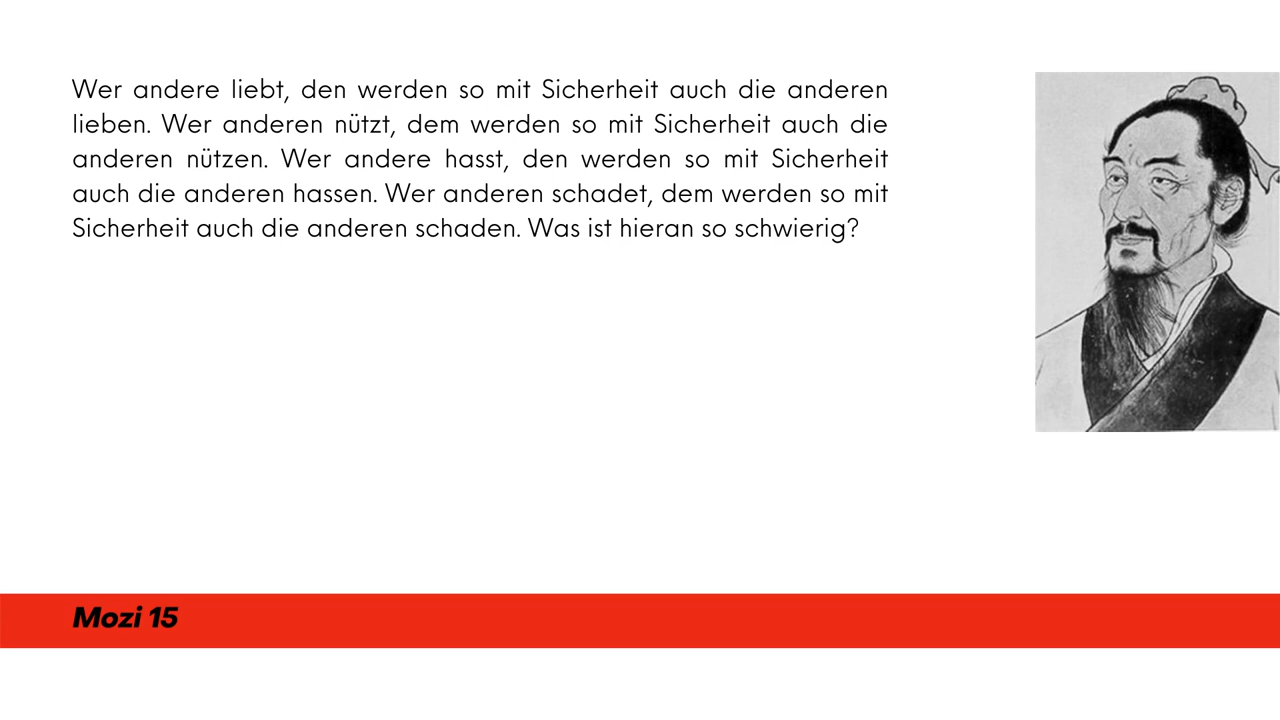 Wer andere liebt, den werden so mit Sicherheit auch die anderen
lieben. Wer anderen nützt, dem werden so mit Sicherheit auch die
anderen nützen. Wer andere hasst, den werden so mit Sicherheit
auch die anderen hassen. Wer anderen schadet, dem werden so mit
Sicherheit auch die anderen schaden. Was ist hieran so schwierig?
Mozi 15